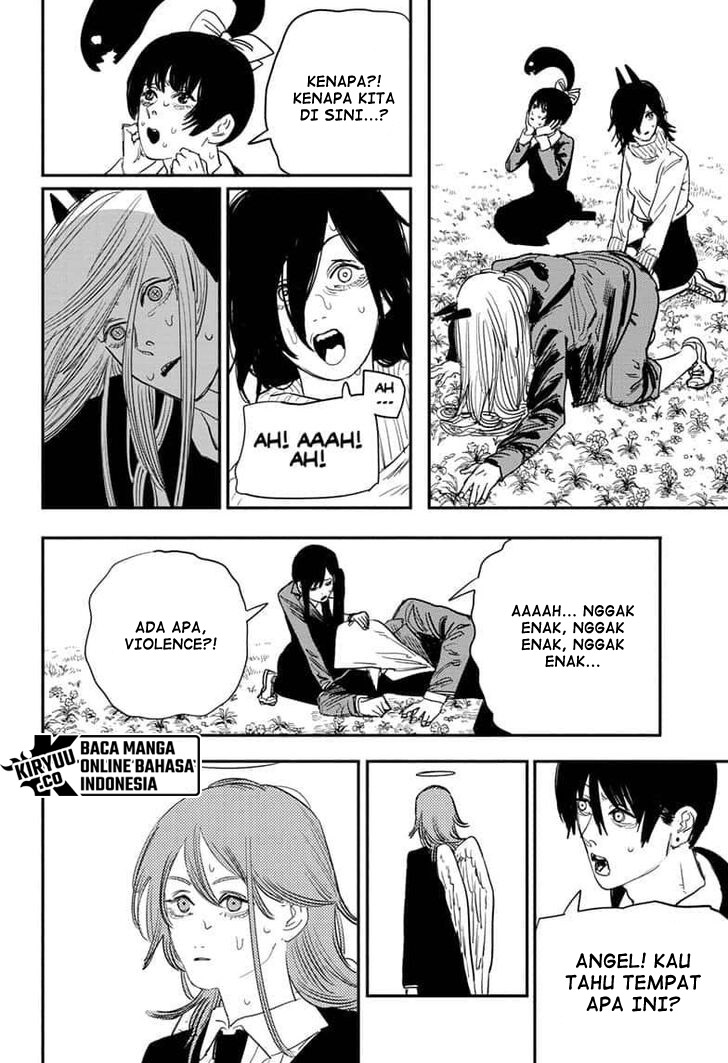 KENAPA?!
KENAPA KITA
DI SINI...?
AH
...
AH! AAAH!
AH!
ADA APA,
VIOLENCE?!
AAAAH... NGGAK
ENAK, NGGAK
ENAK, NGGAK
ENAK...
KIRYUU
.CO
BACA MANGA
ONLINE BAHASA
INDONESIA
ANGEL! KAU
TAHU TEMPAT
APA INI?